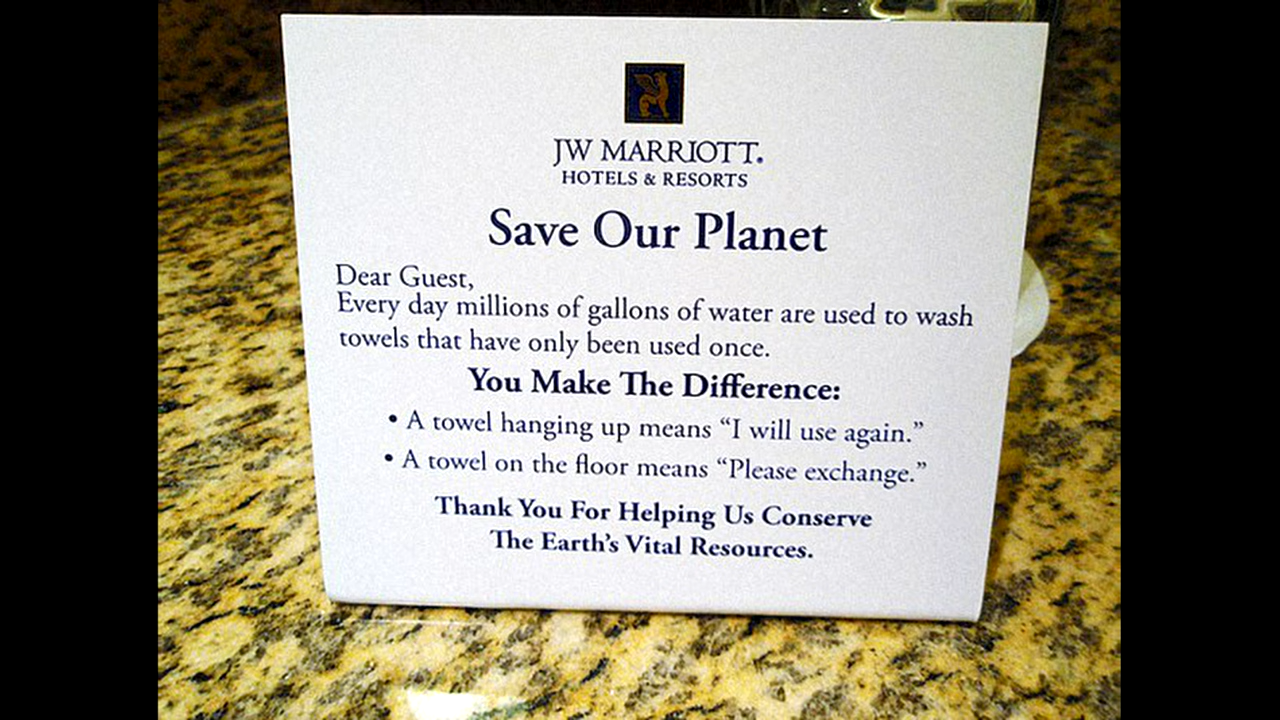 JW MARRIOTT®
HOTELS & RESORTS
Save Our Planet
Dear Guest,
Every day millions of gallons of water are used to wash
towels that have only been used once.
You Make The Difference:
• A towel hanging up means “I will use again.”
• A towel on the floor means “Please exchange.”
Thank You For Helping Us Conserve
The Earth’s Vital Resources.